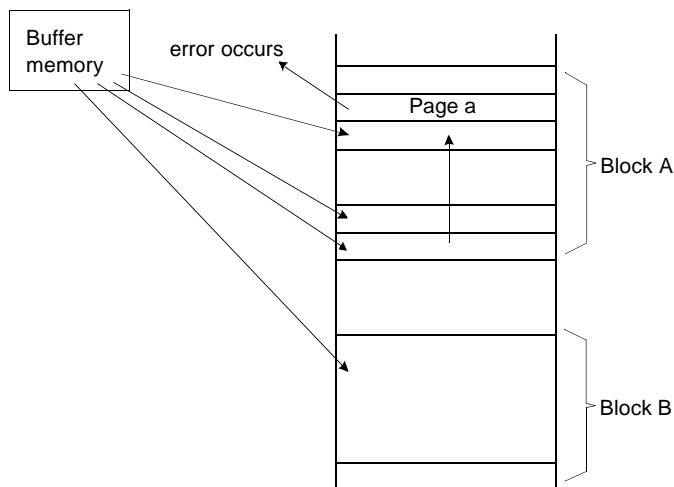 Buffer
memory
error occurs
Page a
Block A
Block B